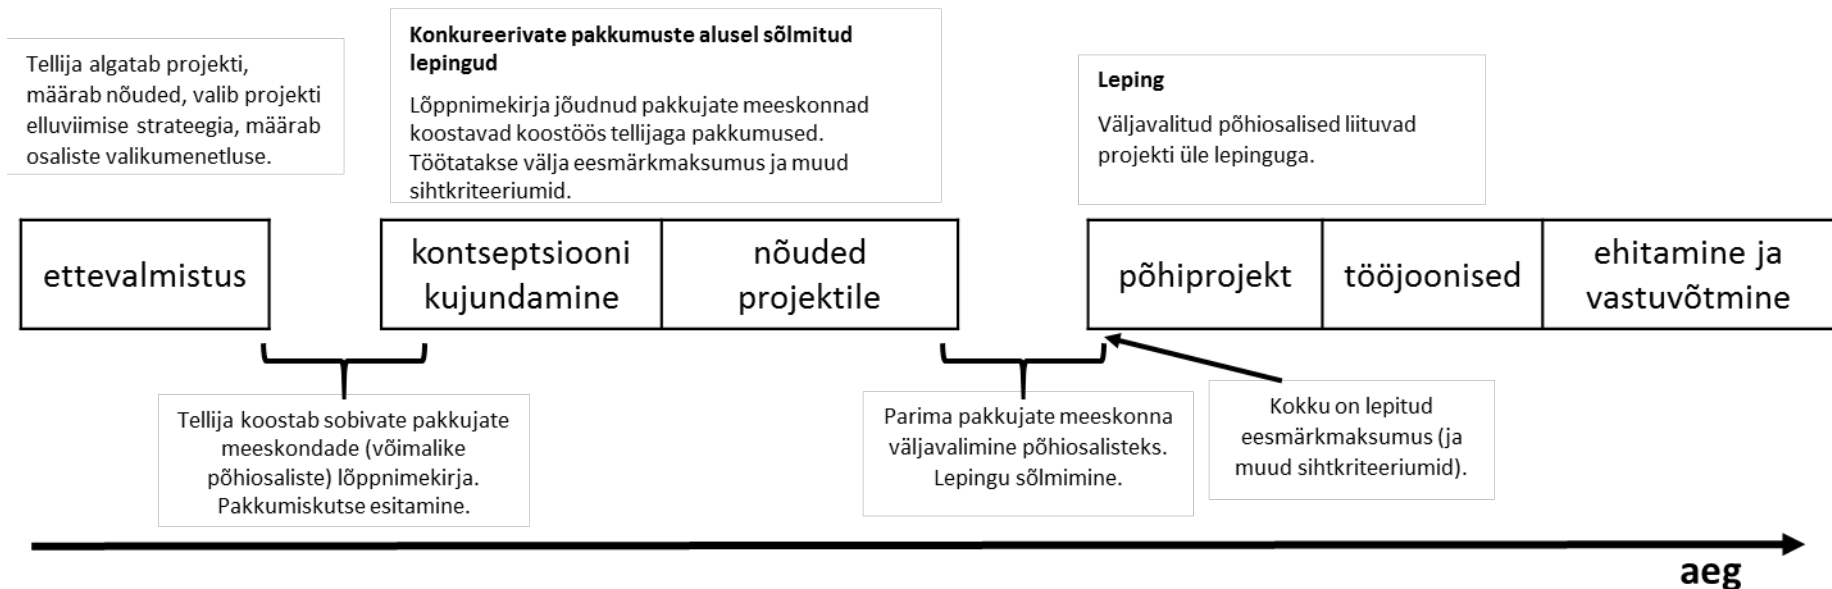 Tellija algatab projekti,
määrab nõuded, valib projekti
elluviimise strateegia, määrab
osaliste valikumenetluse.
Konkureerivate pakkumuste alusel sõlmitud
lepingud
Lõppnimekirja jõudnud pakkujate meeskonnad
koostavad koostöös tellijaga pakkumused.
Töötatakse välja eesmärkmaksumus ja muud
sihtkriteeriumid.
Leping
Väljavalitud põhiosalised liituvad
projekti üle lepinguga.
ettevalmistus
kontseptsiooni
kujundamine
nõuded
projektile
põhiprojekt
tööjoonised
ehitamine ja
vastuvõtmine
Tellija koostab sobivate pakkujate
meeskondade (võimalike
põhiosaliste) lõppnimekirja.
Pakkumiskutse esitamine.
Parima pakkujate meeskonna
väljavalimine põhiosalisteks.
Lepingu sõlmimine.
Kokku on lepitud
eesmärkmaksumus (ja
muud sihtkriteeriumid).
aeg